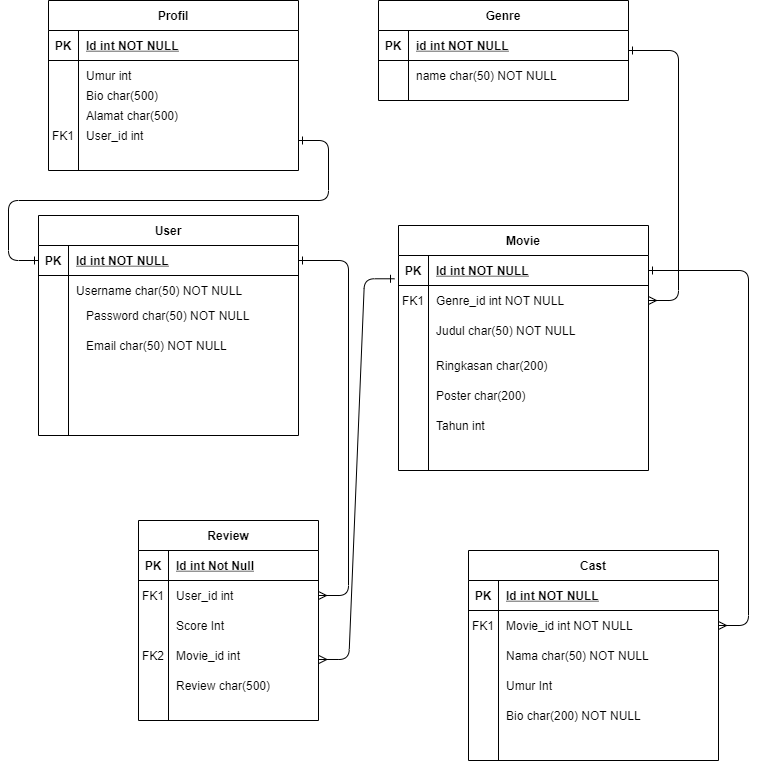 Profil
PK Id int NOT NULL
Umur int
Bio char(500)
Alamat char(500)
FK1 User_id int
Genre
PK id int NOT NULL
name char(50) NOT NULL
User
PK Id int NOT NULL
Username char(50) NOT NULL
Password char(50) NOT NULL
Email char(50) NOT NULL
Movie
PK Id int NOT NULL
FK1 Genre_id int NOT NULL
Judul char(50) NOT NULL
Ringkasan char(200)
Poster char(200)
Tahun int
Review
PK Id int Not Null
FK1 User_id int
Score Int
FK2 Movie_id int
Review char(500)
Cast
PK Id int NOT NULL
FK1 Movie_id int NOT NULL
Nama char(50) NOT NULL
Umur Int
Bio char(200) NOT NULL